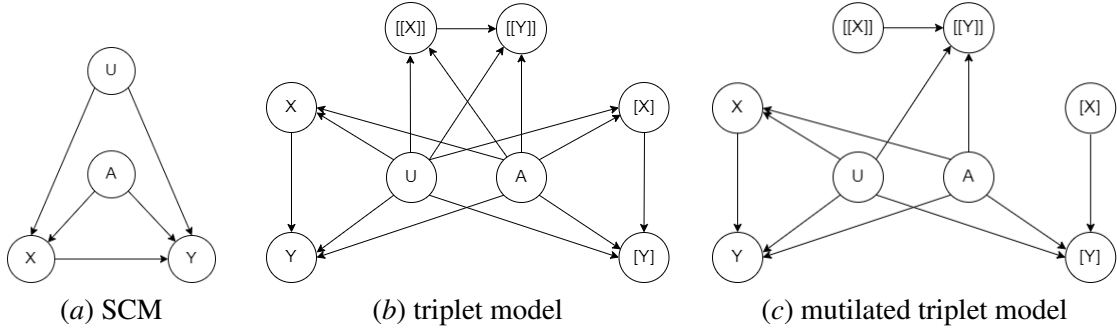 U
A
X
Y
(a) SCM
[[X]]
[[Y]]
X
[X]
U
A
Y
[Y]
(b) triplet model
[[X]]
[[Y]]
X
[X]
U
A
Y
[Y]
(c) mutilated triplet model